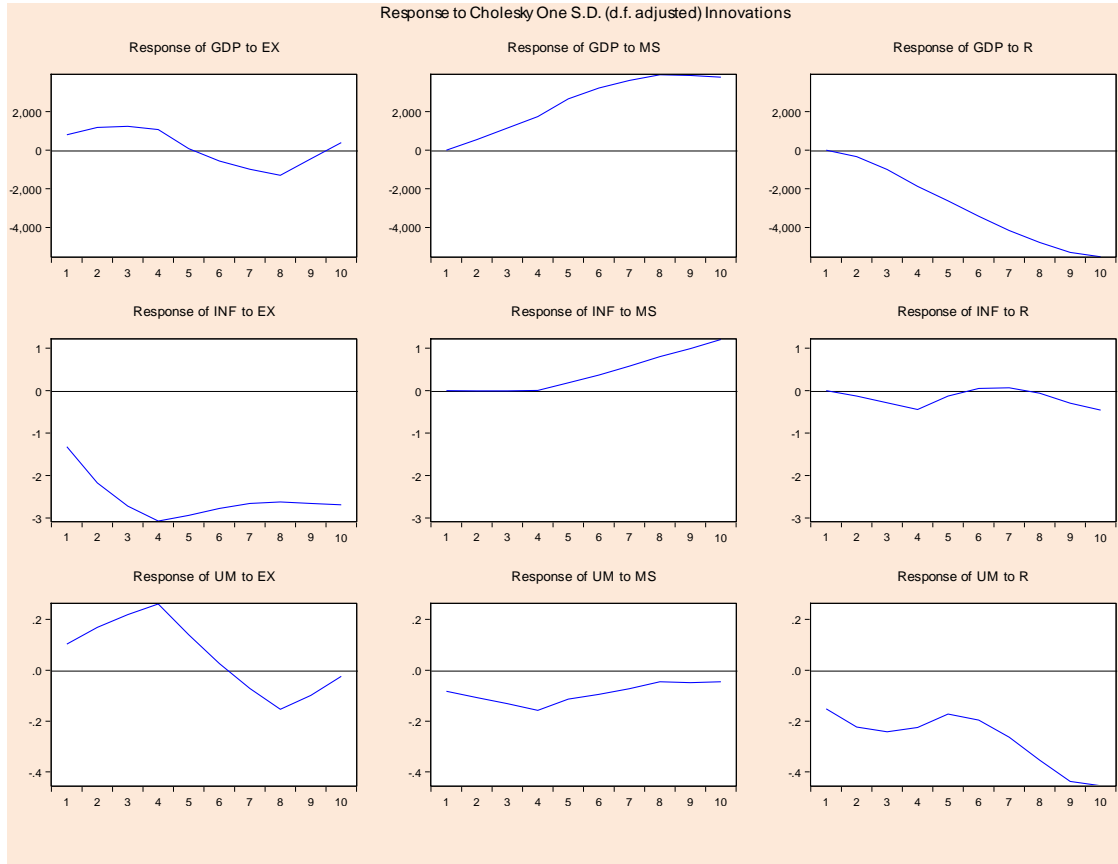 Response to Cholesky One S.D. (d.f. adjusted) Innovations
Response of GDP to EX
2,000
0
-2,000
-4,000
1 2 3 4 5 6 7 8 9 10
Response of GDP to MS
2,000
0
-2,000
-4,000
1 2 3 4 5 6 7 8 9 10
Response of GDP to R
2,000
0
-2,000
-4,000
1 2 3 4 5 6 7 8 9 10
Response of INF to EX
1
0
-1
-2
-3
1 2 3 4 5 6 7 8 9 10
Response of INF to MS
1
0
-1
-2
-3
1 2 3 4 5 6 7 8 9 10
Response of INF to R
1
0
-1
-2
-3
1 2 3 4 5 6 7 8 9 10
Response of UM to EX
.2
.0
-.2
-.4
1 2 3 4 5 6 7 8 9 10
Response of UM to MS
.2
.0
-.2
-.4
1 2 3 4 5 6 7 8 9 10
Response of UM to R
.2
.0
-.2
-.4
1 2 3 4 5 6 7 8 9 10